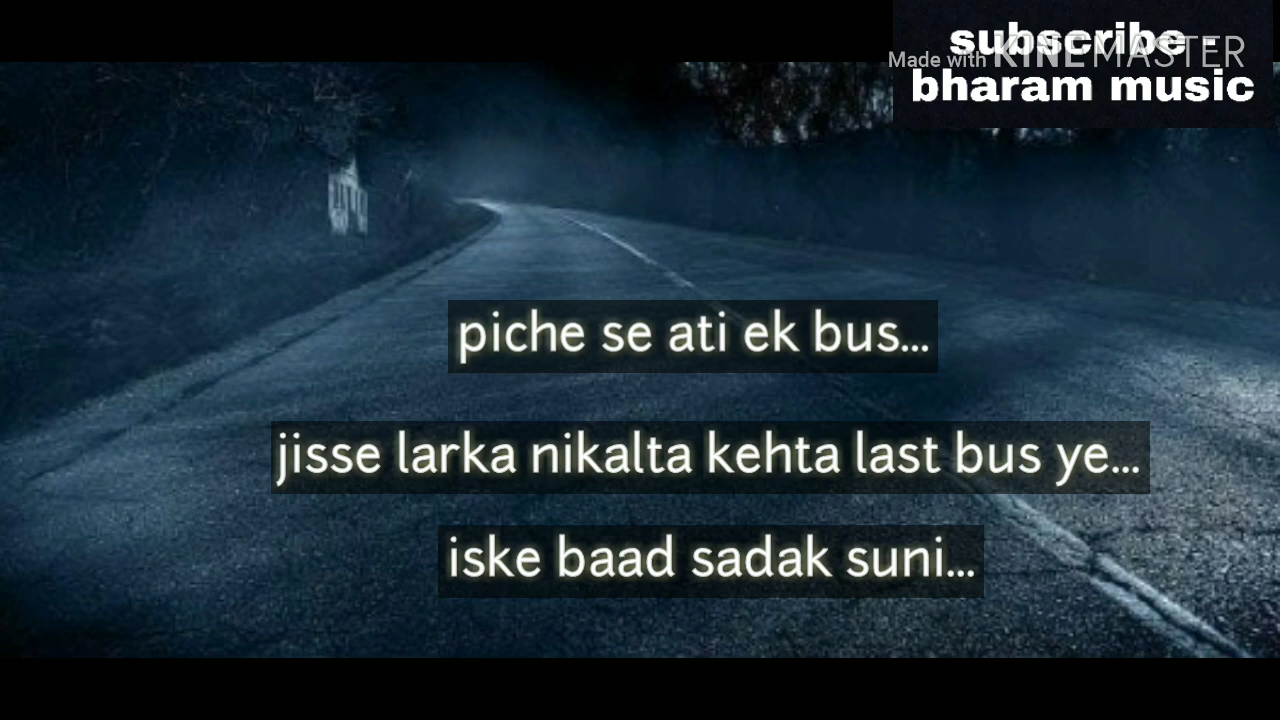 subscribe -
Made with KINEMASTER
bharam music
piche se ati ek bus...
jisse larka nikalta kehta last bus ye...
iske baad sadak suni...